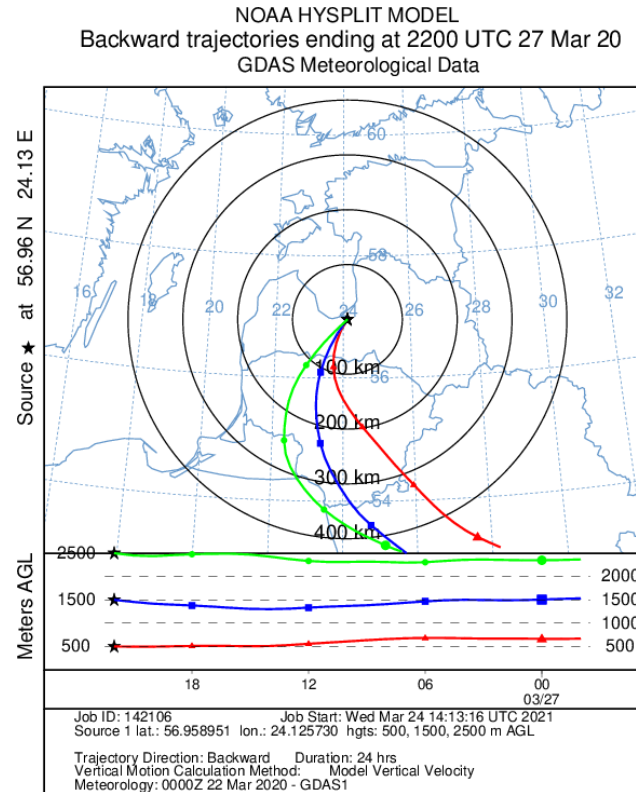 NOAA HYSPLIT MODEL
Backward trajectories ending at 2200 UTC 27 Mar 20
GDAS Meteorological Data
Source ★ at 56.96 N 24.13 E
60
58
16
18
20
22
24
26
28
30
32
56
54
100 km
200 km
300 km
400 km
Meters AGL
2500
1500
500
2000
1500
1000
500
18
12
06
00
03/27
Job ID: 142106 Job Start: Wed Mar 24 14:13:16 UTC 2021
Source 1 lat.: 56.958951 lon.: 24.125730 hgts: 500, 1500, 2500 m AGL
Trajectory Direction: Backward Duration: 24 hrs
Vertical Motion Calculation Method: Model Vertical Velocity
Meteorology: 0000Z 22 Mar 2020 - GDAS1